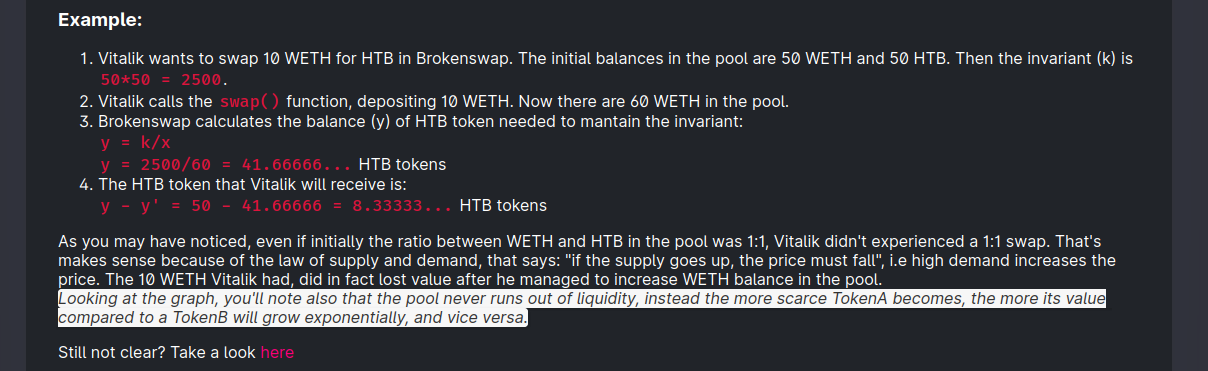 Example:
1. Vitalik wants to swap 10 WETH for HTB in Brokenswap. The initial balances in the pool are 50 WETH and 50 HTB. Then the invariant (k) is
50*50 = 2500.
2. Vitalik calls the swap() function, depositing 10 WETH. Now there are 60 WETH in the pool.
3. Brokenswap calculates the balance (y) of HTB token needed to mantain the invariant:
y = k/x
y = 2500/60 = 41.66666... HTB tokens
4. The HTB token that Vitalik will receive is:
y - y' = 50 - 41.66666 = 8.33333... HTB tokens
As you may have noticed, even if initially the ratio between WETH and HTB in the pool was 1:1, Vitalik didn't experienced a 1:1 swap. That's
makes sense because of the law of supply and demand, that says: "if the supply goes up, the price must fall", i.e high demand increases the
price. The 10 WETH Vitalik had, did in fact lost value after he managed to increase WETH balance in the pool.
Looking at the graph, you'll note also that the pool never runs out of liquidity, instead the more scarce TokenA becomes, the more its value
compared to a TokenB will grow exponentially, and vice versa.
Still not clear? Take a look here